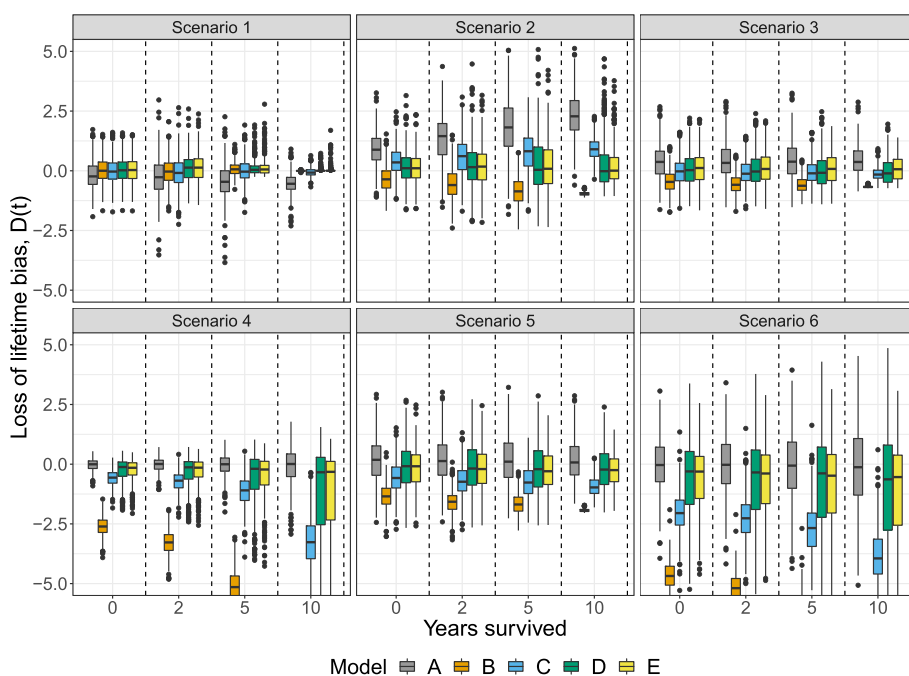 Scenario 1 Scenario 2 Scenario 3
5.0
2.5
0.0
−2.5
−5.0
Scenario 4 Scenario 5 Scenario 6
5.0
2.5
0.0
−2.5
−5.0
0 2 5 10 0 2 5 10 0 2 5 10
Loss of lifetime bias, D(t)
Years survived
Model A B C D E